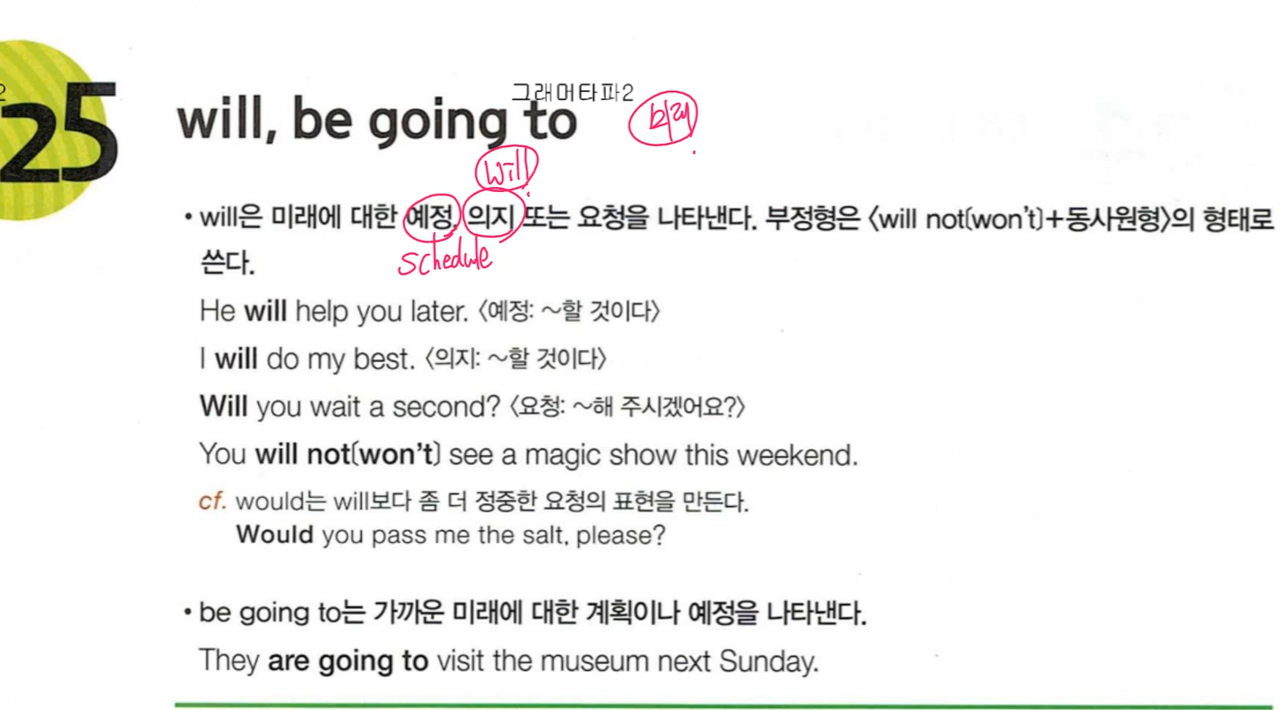 그래머타파2
25
will, be going to
미래
will
• will은 미래에 대한 예정, 의지 또는 요청을 나타낸다. 부정형은 〈will not(won't)+동사원형〉의 형태로
쓴다.
schedule
He will help you later. 〈예정: ~할 것이다〉
I will do my best. 〈의지: ~할 것이다〉
Will you wait a second? 〈요청: ~해 주시겠어요?〉
You will not(won't) see a magic show this weekend.
cf. would는 will보다 좀 더 정중한 요청의 표현을 만든다.
Would you pass me the salt, please?
• be going to는 가까운 미래에 대한 계획이나 예정을 나타낸다.
They are going to visit the museum next Sunday.